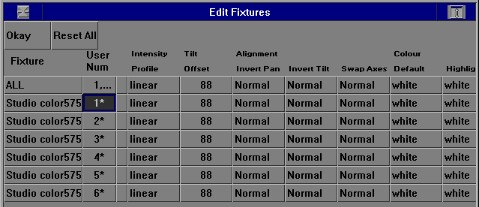 Edit Fixtures
Okay Reset All
Fixture User Num Intensity Profile Tilt Offset Alignment Invert Pan Invert Tilt Swap Axes Colour Default Highlig
ALL 1,... linear 88 Normal Normal Normal white white
Studio color575 1* linear 88 Normal Normal Normal white white
Studio color575 2* linear 88 Normal Normal Normal white white
Studio color575 3* linear 88 Normal Normal Normal white white
Studio color575 4* linear 88 Normal Normal Normal white white
Studio color575 5* linear 88 Normal Normal Normal white white
Studio color575 6* linear 88 Normal Normal Normal white white